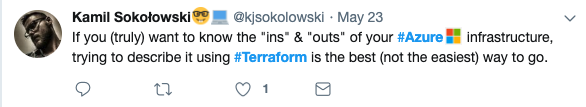 Kamil Sokołowski🤓💻 @kjsokolowski · May 23
If you (truly) want to know the "ins" & "outs" of your #Azure infrastructure,
trying to describe it using #Terraform is the best (not the easiest) way to go.
1